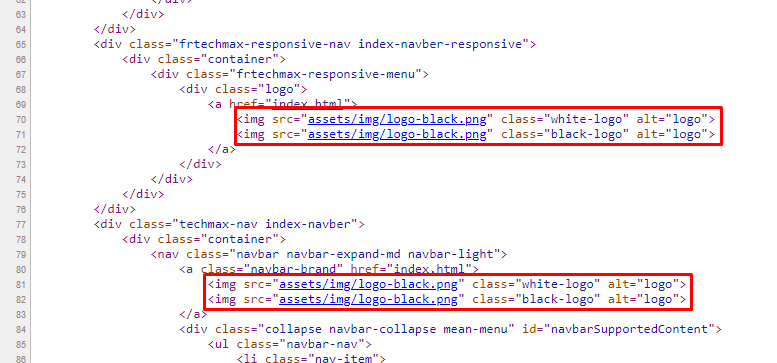 62 </div>
63 </div>
64 </div>
65 <div class="frtechmax-responsive-nav index-navber-responsive">
66 <div class="container">
67 <div class="frtechmax-responsive-menu">
68 <div class="logo">
69 <a href="index.html">
70 <img src="assets/img/logo-black.png" class="white-logo" alt="logo">
71 <img src="assets/img/logo-black.png" class="black-logo" alt="logo">
72 </a>
73 </div>
74 </div>
75 </div>
76 </div>
77 <div class="techmax-nav index-navber">
78 <div class="container">
79 <nav class="navbar navbar-expand-md navbar-light">
80 <a class="navbar-brand" href="index.html">
81 <img src="assets/img/logo-black.png" class="white-logo" alt="logo">
82 <img src="assets/img/logo-black.png" class="black-logo" alt="logo">
83 </a>
84 <div class="collapse navbar-collapse mean-menu" id="navbarSupportedContent">
85 <ul class="navbar-nav">
86 <li class="nav-item">